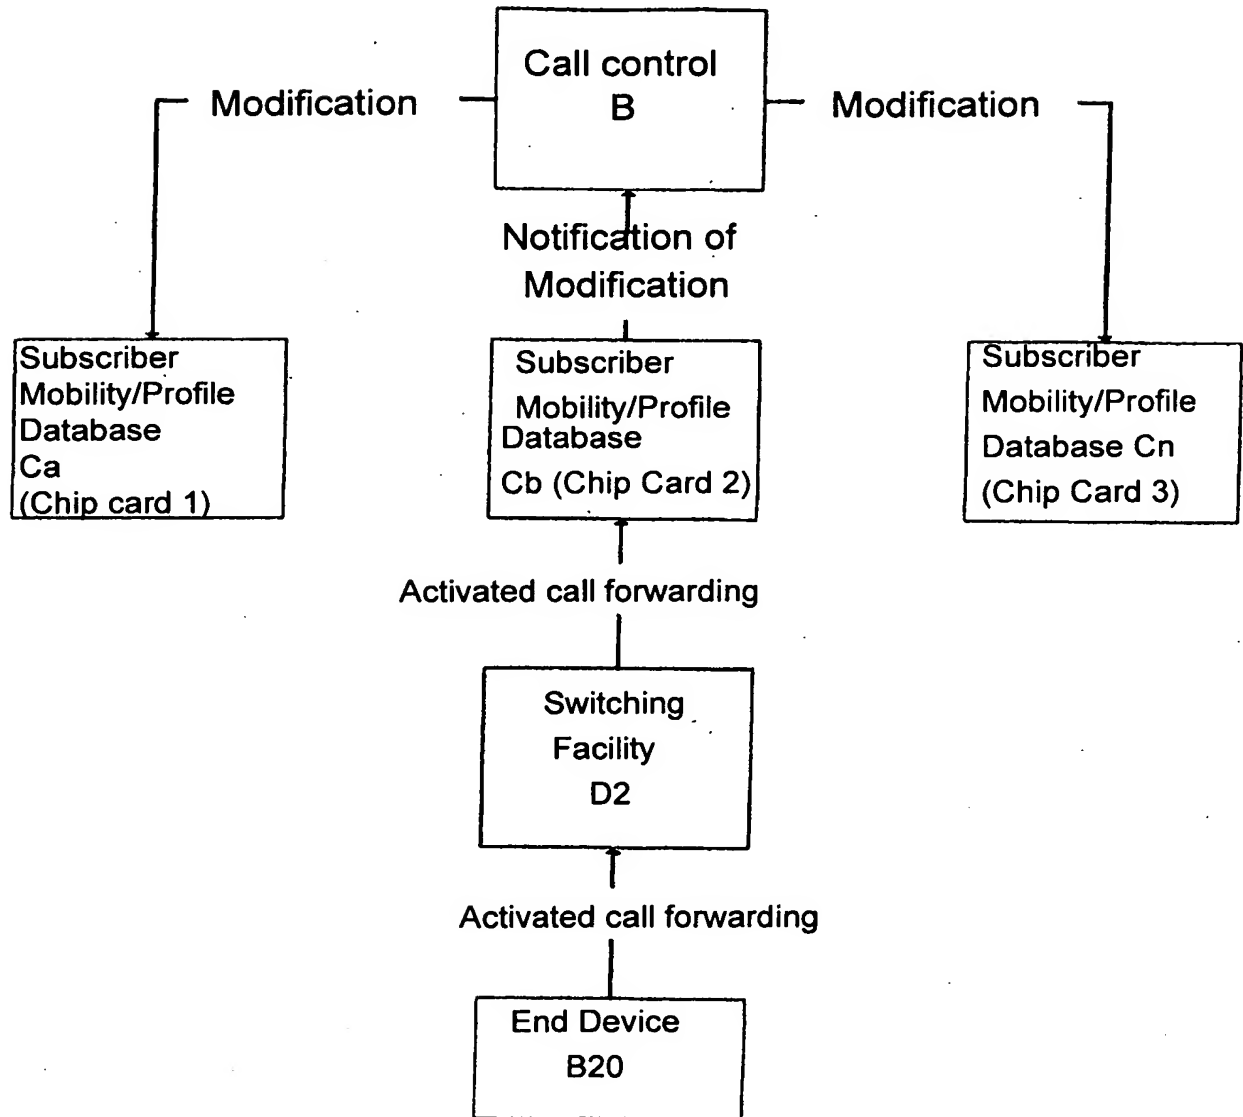 Call control
B
Modification
Modification
Notification of
Modification
Subscriber
Mobility/Profile
Database
Ca
(Chip card 1)
Subscriber
Mobility/Profile
Database
Cb (Chip Card 2)
Subscriber
Mobility/Profile
Database Cn
(Chip Card 3)
Activated call forwarding
Switching
Facility
D2
Activated call forwarding
End Device
B20